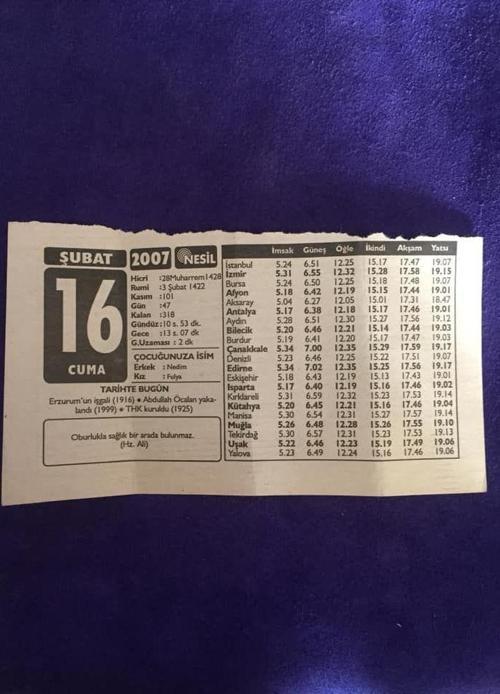 ŞUBAT
16
CUMA
2007 NESİL
Hicri :28Muharrem1428
Rumi :3 Şubat 1422
Kasım :101
Gün :47
Kalan :318
Gündüz:10 s. 53 dk.
Gece :13 s. 07 dk
G.Uzaması : 2 dk
ÇOCUĞUNUZA İSİM
Erkek : Nedim
Kız : Fulya
TARİHTE BUGÜN
Erzurum'un işgali (1916) • Abdullah Öcalan yaka-
landı (1999) • THK kuruldu (1925)
Oburlukla sağlık bir arada bulunmaz.
(Hz. Ali)
İmsak Güneş Öğle İkindi Akşam Yatsı
İstanbul 5.24 6.51 12.25 15.17 17.47 19.07
İzmir 5.31 6.55 12.32 15.28 17.58 19.15
Bursa 5.24 6.50 12.25 15.18 17.48 19.07
Afyon 5.18 6.42 12.19 15.15 17.44 19.01
Aksaray 5.04 6.27 12.05 15.01 17.31 18.47
Antalya 5.17 6.38 12.18 15.17 17.46 19.01
Aydın 5.28 6.51 12.30 15.27 17.56 19.12
Bilecik 5.20 6.46 12.21 15.14 17.44 19.03
Burdur 5.19 6.41 12.20 15.17 17.47 19.03
Çanakkale 5.34 7.00 12.35 15.29 17.59 19.17
Denizli 5.23 6.46 12.25 15.22 17.51 19.07
Edirne 5.34 7.02 12.35 15.25 17.56 19.17
Eskişehir 5.18 6.43 12.19 15.13 17.43 19.01
Isparta 5.17 6.40 12.19 15.16 17.46 19.02
Kırklareli 5.31 6.59 12.32 15.23 17.53 19.14
Kütahya 5.20 6.45 12.21 15.16 17.46 19.04
Manisa 5.30 6.54 12.31 15.27 17.57 19.14
Muğla 5.26 6.48 12.28 15.26 17.55 19.10
Tekirdağ 5.30 6.57 12.31 15.23 17.53 19.13
Uşak 5.22 6.46 12.23 15.19 17.49 19.06
Yalova 5.23 6.49 12.24 15.16 17.46 19.06